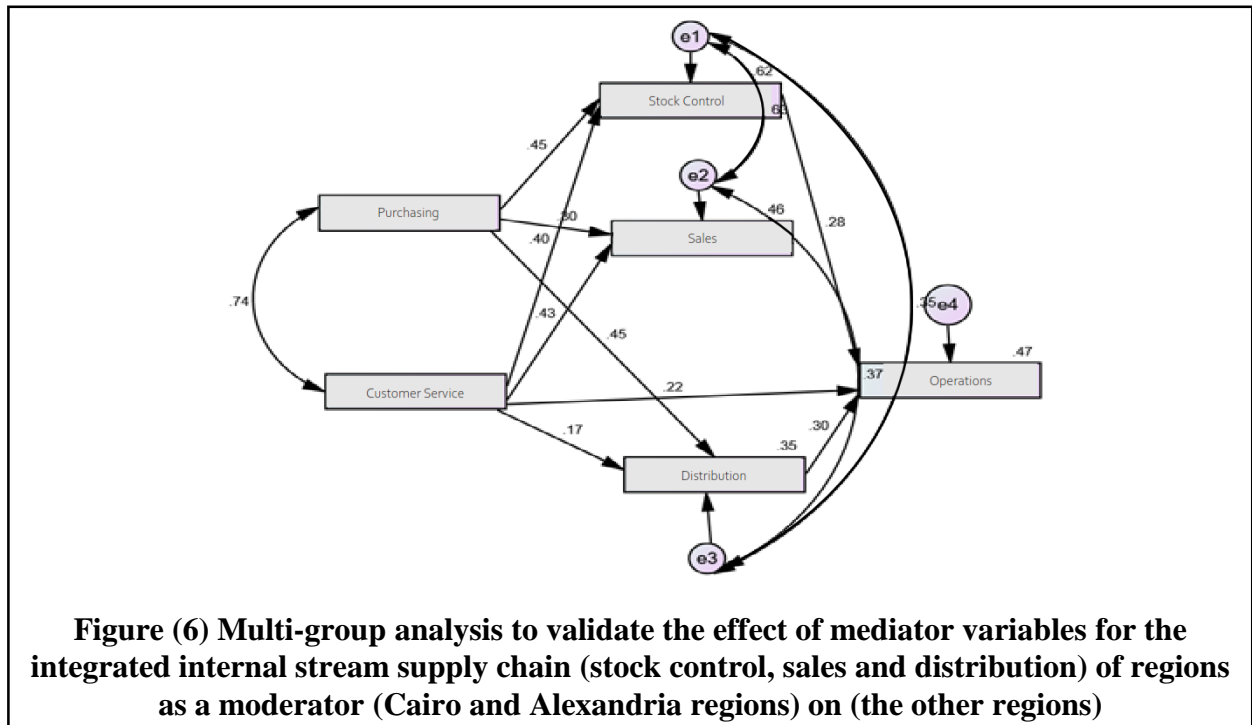 e1
.62
Stock Control
.63
.45
e2
Purchasing
.30
.46
Sales
.40
.28
.74
.35
e4
.43
.45
.47
.37
Operations
Customer Service
.22
.17
.30
.35
Distribution
e3
Figure (6) Multi-group analysis to validate the effect of mediator variables for the
integrated internal stream supply chain (stock control, sales and distribution) of regions
as a moderator (Cairo and Alexandria regions) on (the other regions)